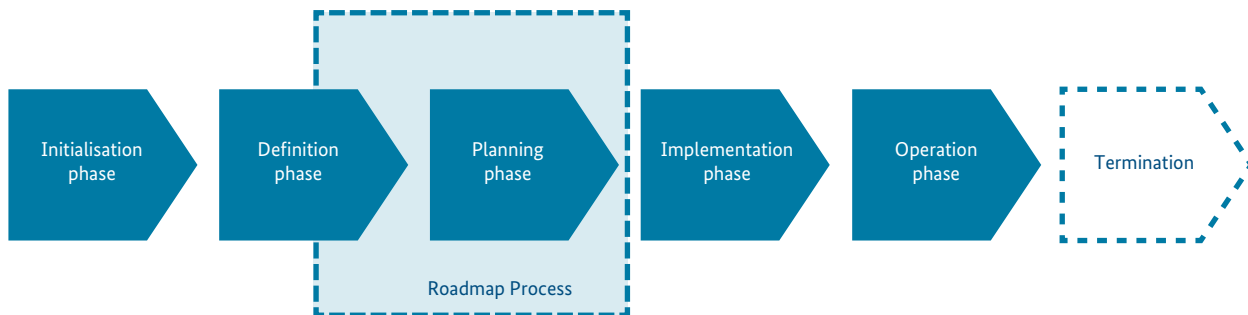 Initialisation
phase
Definition
phase
Planning
phase
Implementation
phase
Operation
phase
Termination
Roadmap Process